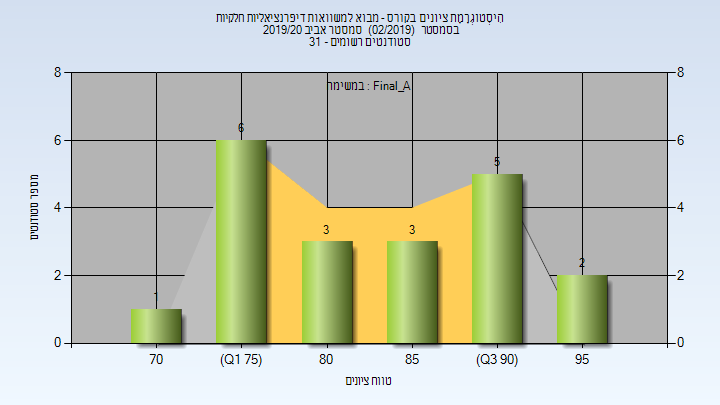 היסטוגרמת ציונים בקורס - מבוא למשוואות דיפרנציאליות חלקיות
בסמסטר (02/2019) סמסטר אביב 2019/20
סטודנטים רשומים - 31
במשימה : Final_A
מספר סטודנטים
8 8
6 6
4 4
2 2
0 0
1 6 3 3 5 2
70 (Q1 75) 80 85 (Q3 90) 95
טווח ציונים